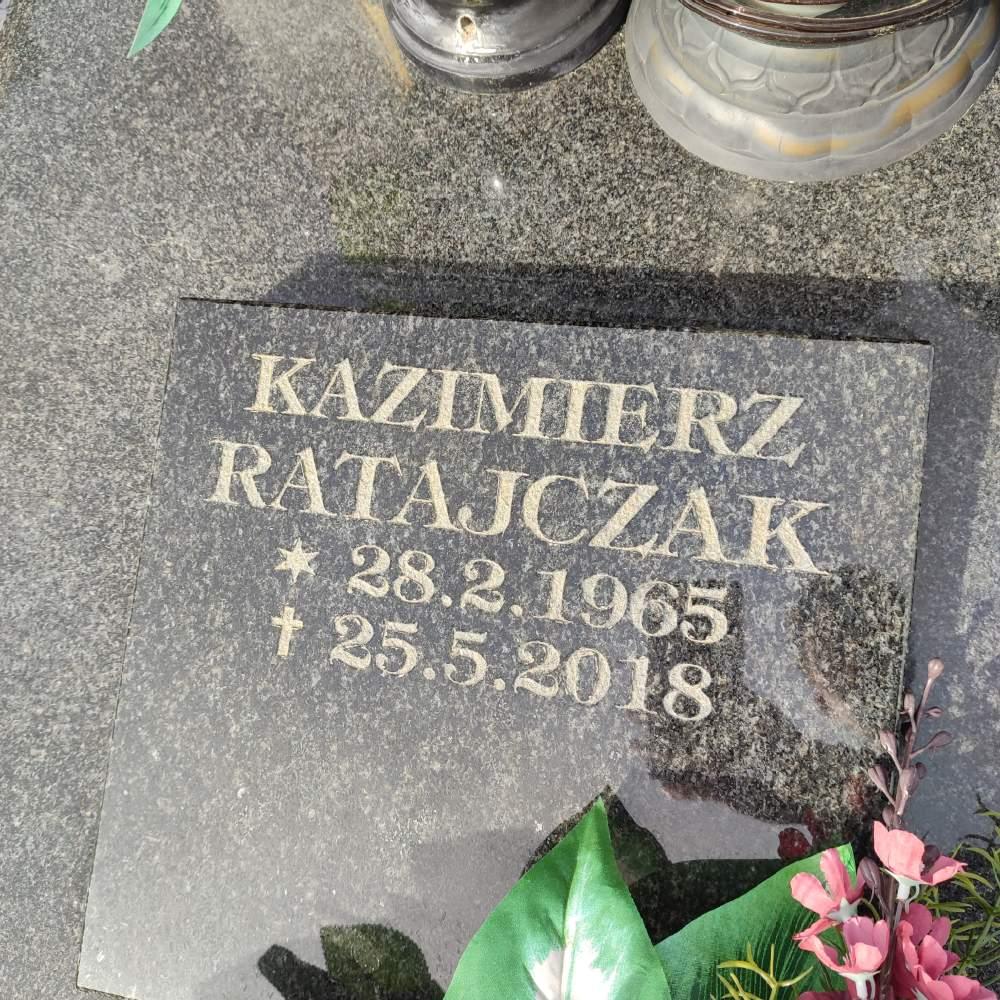 KAZIMIERZ
RATAJCZAK
✶ 28.2.1965
✝ 25.5.2018